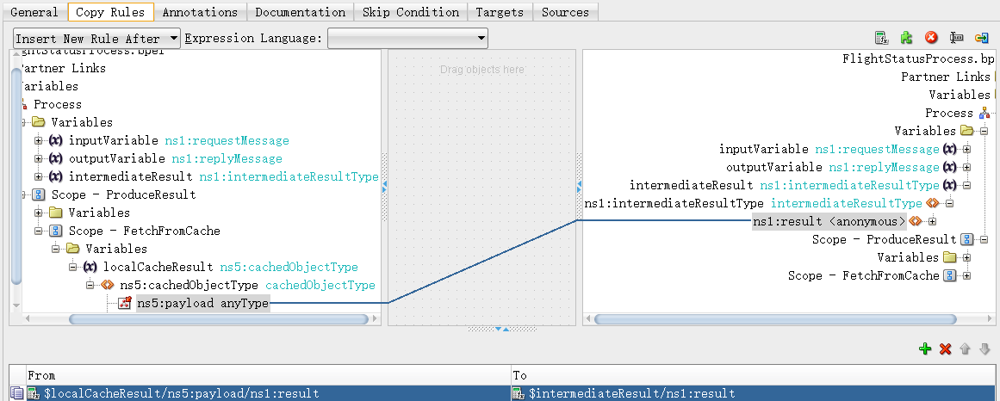 General Copy Rules Annotations Documentation Skip Condition Targets Sources
Insert New Rule After Expression Language:
Partner Links
Variables
Process
Variables
inputVariable ns1:requestMessage
outputVariable ns1:replyMessage
intermediateResult ns1:intermediateResultType
Scope - ProduceResult
Variables
Scope - FetchFromCache
Variables
localCacheResult ns5:cachedObjectType
ns5:cachedObjectType cachedObjectType
ns5:payload anyType
Drag objects here
FlightStatusProcess.bp
Partner Links
Variables
Process
Variables
inputVariable ns1:requestMessage
outputVariable ns1:replyMessage
intermediateResult ns1:intermediateResultType
ns1:intermediateResultType intermediateResultType
ns1:result <anonymous>
Scope - ProduceResult
Variables
Scope - FetchFromCache
From To
$localCacheResult/ns5:payload/ns1:result $intermediateResult/ns1:result